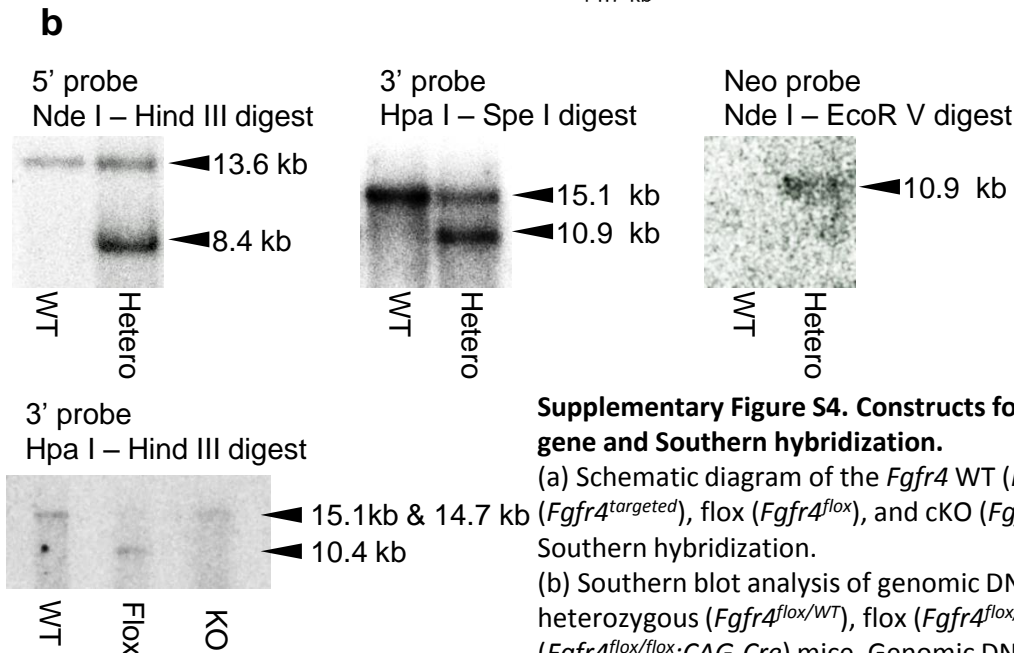 b
5’ probe
Nde I – Hind III digest
13.6 kb
8.4 kb
WT
Hetero
3’ probe
Hpa I – Spe I digest
15.1 kb
10.9 kb
WT
Hetero
Neo probe
Nde I – EcoR V digest
10.9 kb
WT
Hetero
3’ probe
Hpa I – Hind III digest
15.1kb & 14.7 kb
10.4 kb
WT
Flox
KO
Supplementary Figure S4. Constructs fo
gene and Southern hybridization.
(a) Schematic diagram of the Fgfr4 WT (
(Fgfr4targeted), flox (Fgfr4flox), and cKO (Fg
Southern hybridization.
(b) Southern blot analysis of genomic DN
heterozygous (Fgfr4flox/WT), flox (Fgfr4flox/
(Fgfr4flox/flox;CAG-Cre) mice. Genomic DN